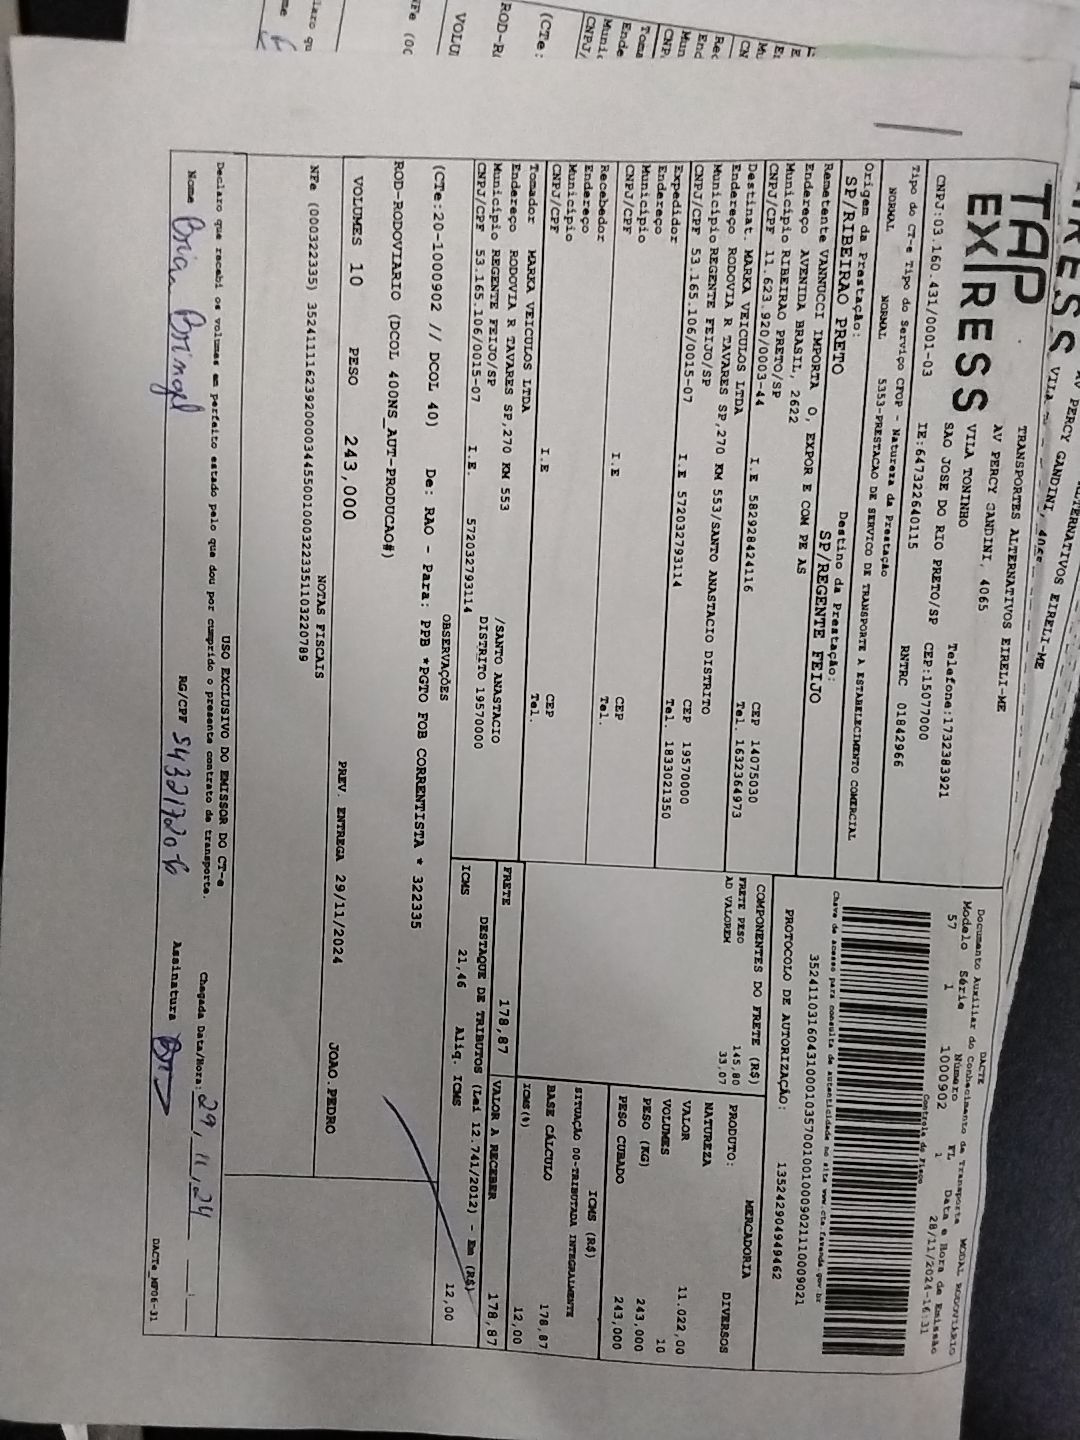 TAP
EXPRESS
TRANSPORTES ALTERNATIVOS EIRELI-ME
AV PERCY GANDINI, 4065
VILA TONINHO
SAO JOSE DO RIO PRETO/SP
Telefone:1732383921
CEP:15077000
CNPJ:03.160.431/0001-03
IE:647322640115
RNTRC 01842966
DACTE
Documento Auxiliar do Conhecimento de Transporte MODAL RODOVIÁRIO
Modelo Série Número FL Data e Hora de Emissão
57 1 1000902 1 28/11/2024-16:31
Controle do Fisco
Chave de acesso para consulta de autenticidade no site www.cte.fazenda.gov.br
35241103160431000103570010010009021110009021
PROTOCOLO DE AUTORIZAÇÃO: 135242904949462
Tipo do CT-e Tipo do Serviço CFOP - Natureza da Prestação
NORMAL NORMAL 5353-PRESTACAO DE SERVICO DE TRANSPORTE A ESTABELECIMENTO COMERCIAL
Origem da Prestação: Destino da Prestação:
SP/RIBEIRAO PRETO SP/REGENTE FEIJO
Remetente VANNUCCI IMPORTA O, EXPOR E COM PE AS
Endereço AVENIDA BRASIL, 2622
Município RIBEIRAO PRETO/SP CEP 14075030
CNPJ/CPF 11.623.920/0003-44 I.E 582928424116 Tel. 1632364973
Destinat. MARKA VEICULOS LTDA
Endereço RODOVIA R TAVARES SP,270 KM 553/SANTO ANASTACIO DISTRITO
Município REGENTE FEIJO/SP CEP 19570000
CNPJ/CPF 53.165.106/0015-07 I.E 572032793114 Tel. 1833021350
Expedidor
Endereço
Município CEP
CNPJ/CPF I.E Tel.
Recebedor
Endereço
Município CEP
CNPJ/CPF I.E Tel.
Tomador MARKA VEICULOS LTDA
Endereço RODOVIA R TAVARES SP,270 KM 553 /SANTO ANASTACIO
Município REGENTE FEIJO/SP DISTRITO 19570000
CNPJ/CPF 53.165.106/0015-07 I.E. 572032793114
COMPONENTES DO FRETE (R$)
FRETE PESO 145,80
AD VALOREM 33,07
MERCADORIA
PRODUTO: DIVERSOS
NATUREZA
VALOR 11.022,00
VOLUMES 10
PESO (KG) 243,000
PESO CUBADO 243,000
ICMS (R$)
SITUAÇÃO 00-TRIBUTADA INTEGRALMENTE
BASE CÁLCULO 178,87
ICMS(%) 12,00
FRETE 178,87 VALOR A RECEBER 178,87
DESTAQUE DE TRIBUTOS (Lei 12.741/2012) - Em (R$)
ICMS 21,46 Aliq. ICMS 12,00
OBSERVAÇÕES
(CTe:20-1000902 // DCOL 40) De: RAO - Para: PPB *PGTO FOB CORRENTISTA * 322335
ROD-RODOVIARIO (DCOL 400NS_AUT-PRODUCAO#)
VOLUMES 10 PESO 243,000 PREV. ENTREGA 29/11/2024 JOAO.PEDRO
NOTAS FISCAIS
NFe (000322335) 35241111623920000344550010003223351103220789
USO EXCLUSIVO DO EMISSOR DO CT-e
Declaro que recebi os volumes em perfeito estado pelo que dou por cumprido o presente contrato de transporte.
Chegada Data/Hora: 29, 11, 24
Nome Brian Bringel RG/CPF Assinatura
DACTe_MF06-31